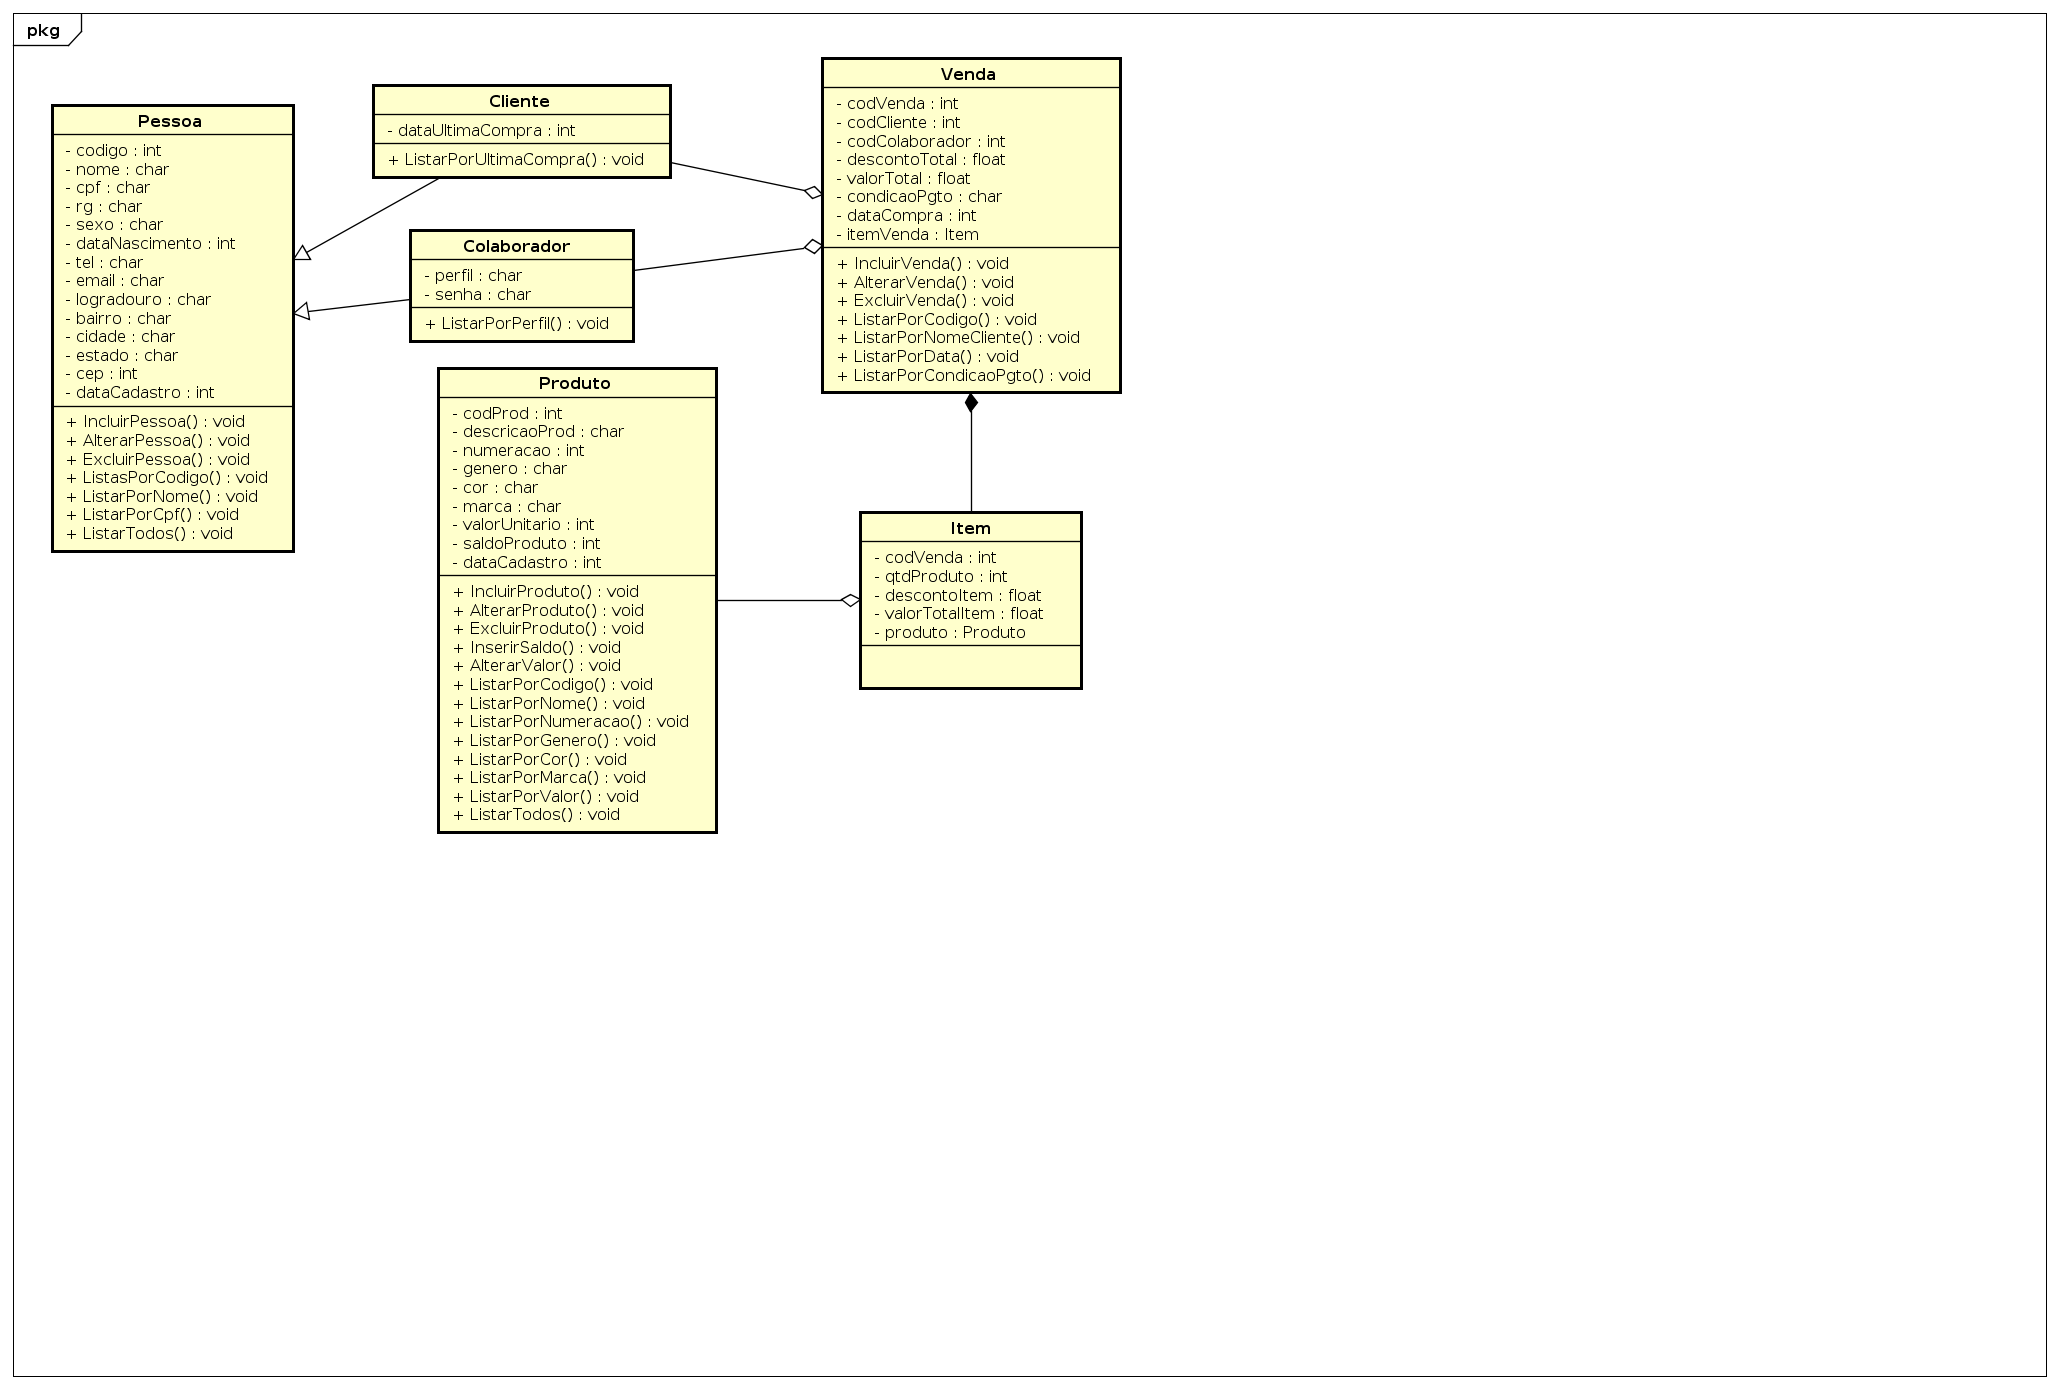 pkg
Pessoa
- codigo : int
- nome : char
- cpf : char
- rg : char
- sexo : char
- dataNascimento : int
- tel : char
- email : char
- logradouro : char
- bairro : char
- cidade : char
- estado : char
- cep : int
- dataCadastro : int
+ IncluirPessoa() : void
+ AlterarPessoa() : void
+ ExcluirPessoa() : void
+ ListasPorCodigo() : void
+ ListarPorNome() : void
+ ListarPorCpf() : void
+ ListarTodos() : void
Cliente
- dataUltimaCompra : int
+ ListarPorUltimaCompra() : void
Colaborador
- perfil : char
- senha : char
+ ListarPorPerfil() : void
Produto
- codProd : int
- descricaoProd : char
- numeracao : int
- genero : char
- cor : char
- marca : char
- valorUnitario : int
- saldoProduto : int
- dataCadastro : int
+ IncluirProduto() : void
+ AlterarProduto() : void
+ ExcluirProduto() : void
+ InserirSaldo() : void
+ AlterarValor() : void
+ ListarPorCodigo() : void
+ ListarPorNome() : void
+ ListarPorNumeracao() : void
+ ListarPorGenero() : void
+ ListarPorCor() : void
+ ListarPorMarca() : void
+ ListarPorValor() : void
+ ListarTodos() : void
Venda
- codVenda : int
- codCliente : int
- codColaborador : int
- descontoTotal : float
- valorTotal : float
- condicaoPgto : char
- dataCompra : int
- itemVenda : Item
+ IncluirVenda() : void
+ AlterarVenda() : void
+ ExcluirVenda() : void
+ ListarPorCodigo() : void
+ ListarPorNomeCliente() : void
+ ListarPorData() : void
+ ListarPorCondicaoPgto() : void
Item
- codVenda : int
- qtdProduto : int
- descontoItem : float
- valorTotalItem : float
- produto : Produto